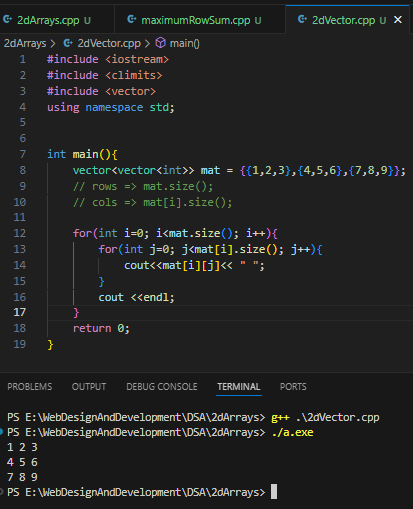 2dArrays.cpp U maximumRowSum.cpp U 2dVector.cpp U
2dArrays > 2dVector.cpp > main()
1 #include <iostream>
2 #include <climits>
3 #include <vector>
4 using namespace std;
5
6
7 int main(){
8 vector<vector<int>> mat = {{1,2,3},{4,5,6},{7,8,9}};
9 // rows => mat.size();
10 // cols => mat[i].size();
11
12 for(int i=0; i<mat.size(); i++){
13 for(int j=0; j<mat[i].size(); j++){
14 cout<<mat[i][j]<< " ";
15 }
16 cout <<endl;
17 }
18 return 0;
19 }
PROBLEMS OUTPUT DEBUG CONSOLE TERMINAL PORTS
PS E:\WebDesignAndDevelopment\DSA\2dArrays> g++ .\2dVector.cpp
PS E:\WebDesignAndDevelopment\DSA\2dArrays> ./a.exe
1 2 3
4 5 6
7 8 9
PS E:\WebDesignAndDevelopment\DSA\2dArrays>